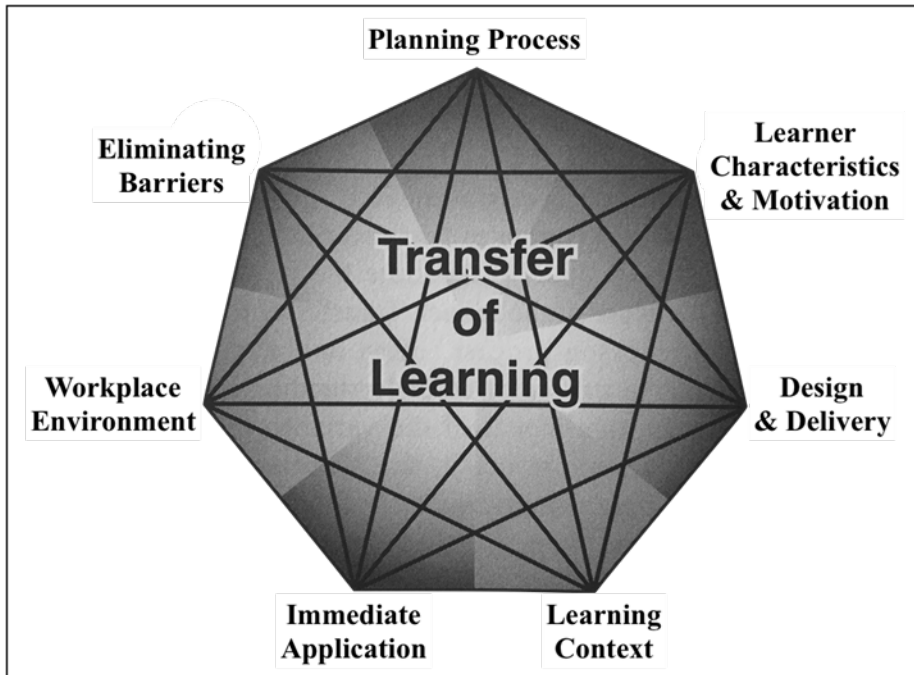 Planning Process
Eliminating
Barriers
Learner
Characteristics
& Motivation
Transfer
of
Learning
Workplace
Environment
Design
& Delivery
Immediate
Application
Learning
Context